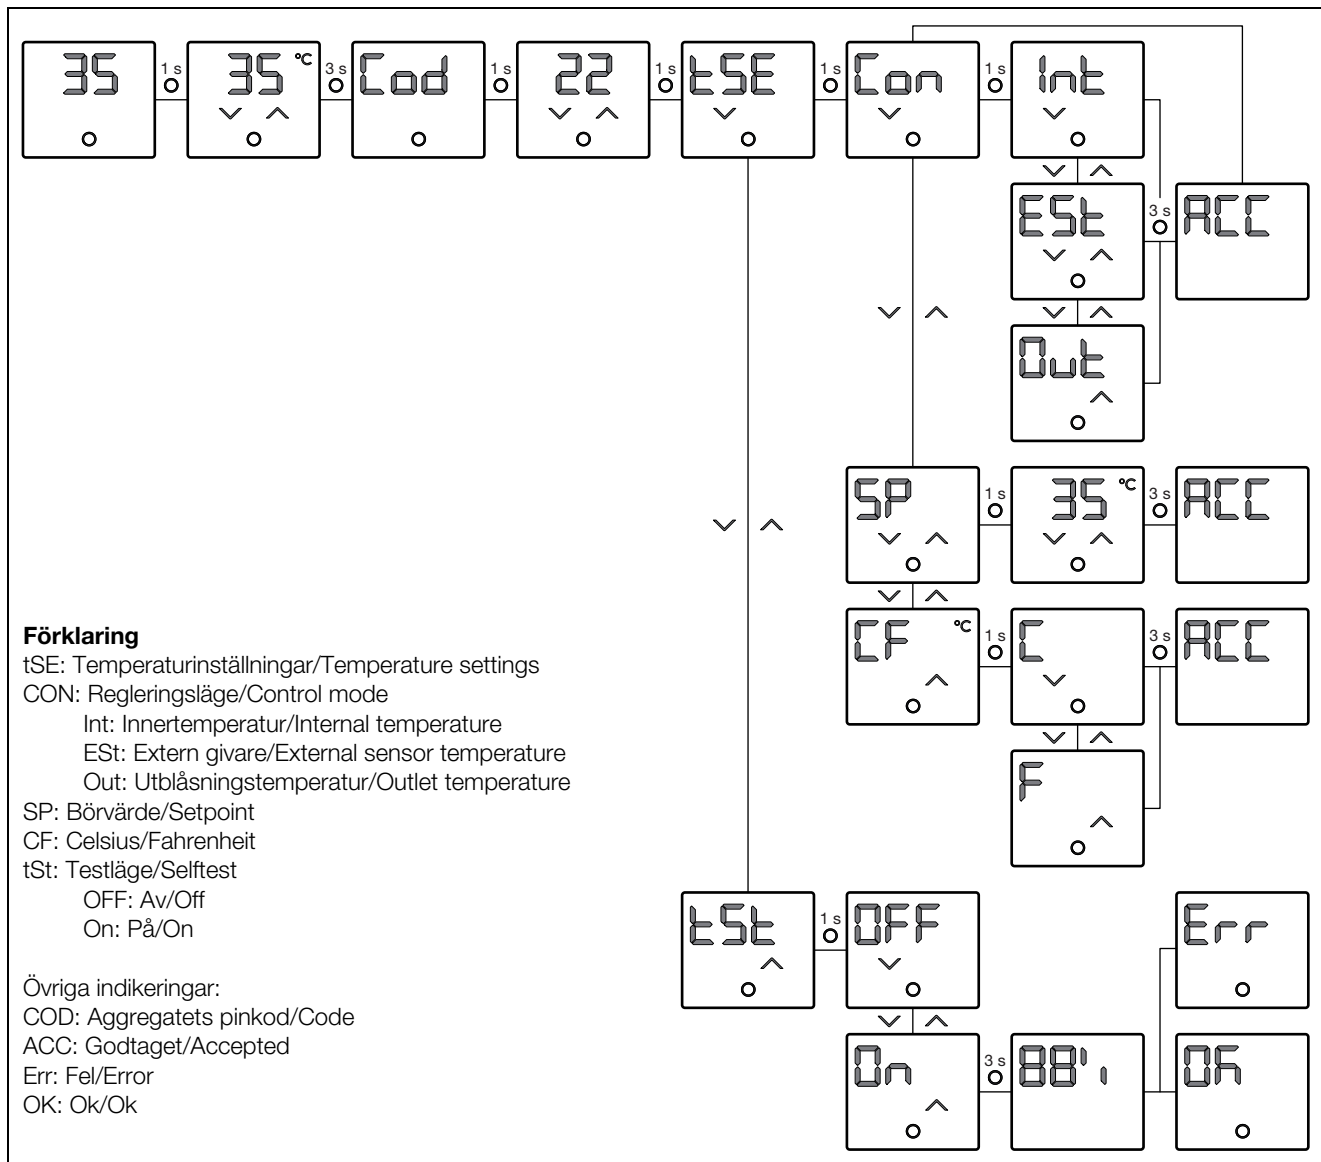 35 1 s 35 °C 3 s Cod 1 s 22 1 s tSE 1 s Con 1 s Int
ESt 3 s ACC
Out
SP 1 s 35 °C 3 s ACC
CF °C 1 s C 3 s ACC
F
tSt 1 s OFF Err
On 3 s 88'ı OK
Förklaring
tSE: Temperaturinställningar/Temperature settings
CON: Regleringsläge/Control mode
Int: Innertemperatur/Internal temperature
ESt: Extern givare/External sensor temperature
Out: Utblåsningstemperatur/Outlet temperature
SP: Börvärde/Setpoint
CF: Celsius/Fahrenheit
tSt: Testläge/Selftest
OFF: Av/Off
On: På/On
Övriga indikeringar:
COD: Aggregatets pinkod/Code
ACC: Godtaget/Accepted
Err: Fel/Error
OK: Ok/Ok